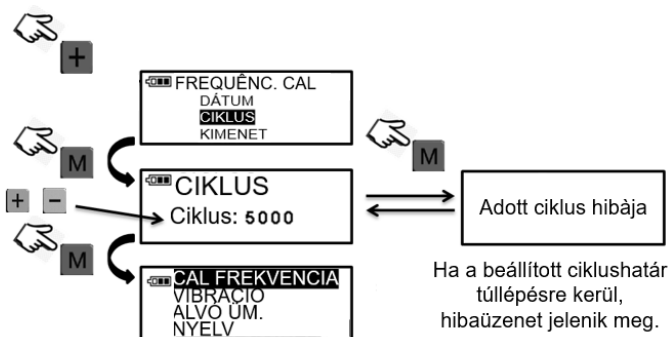 +
FREQUÊNC. CAL
DÁTUM
CIKLUS
KIMENET
M
M
CIKLUS
+ -
Ciklus: 5000
Adott ciklus hibàja
M
CAL FREKVENCIA
VIBRÁCIÓ
ALVÓ ÜM.
NYELV
Ha a beállított ciklushatár
túllépésre kerül,
hibaüzenet jelenik meg.